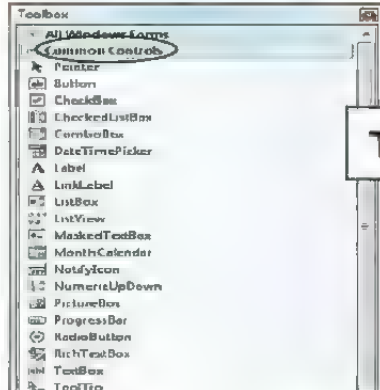 Toolbox
All Windows Forms
Common Controls
Pointer
Button
CheckBox
CheckedListBox
ComboBox
DateTimePicker
Label
LinkLabel
ListBox
ListView
MaskedTextBox
MonthCalendar
NotifyIcon
NumericUpDown
PictureBox
ProgressBar
RadioButton
RichTextBox
TextBox
ToolTip
T